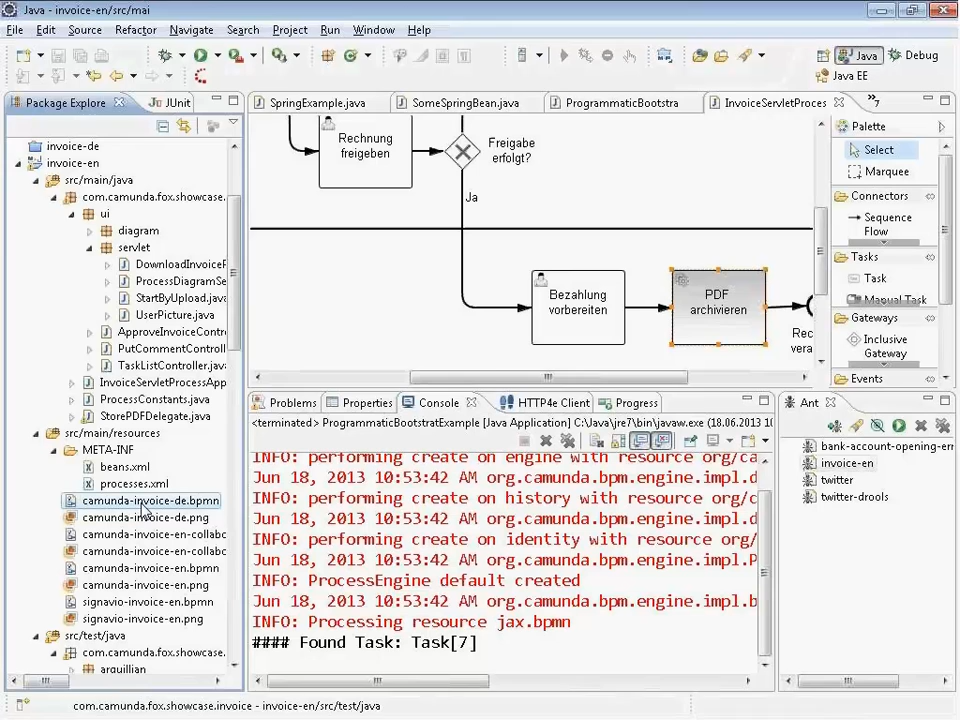 Java - invoice-en/src/mai
File Edit Source Refactor Navigate Search Project Run Window Help
Java Debug
Java EE
Package Explore JUnit
invoice-de
invoice-en
src/main/java
com.camunda.fox.showcase.
ui
diagram
servlet
DownloadInvoiceF
ProcessDiagramSe
StartByUpload.java
UserPicture.java
ApproveInvoiceContr
PutCommentControll
TaskListController.java
InvoiceServletProcessApp
ProcessConstants.java
StorePDFDelegate.java
src/main/resources
META-INF
beans.xml
processes.xml
camunda-invoice-de.bpmn
camunda-invoice-de.png
camunda-invoice-en-collabo
camunda-invoice-en-collabo
camunda-invoice-en.bpmn
camunda-invoice-en.png
signavio-invoice-en.bpmn
signavio-invoice-en.png
src/test/java
com.camunda.fox.showcase.
arquillian
SpringExample.java SomeSpringBean.java ProgrammaticBootstra InvoiceServletProces 7
Rechnung
freigeben
Freigabe
erfolgt?
Ja
Bezahlung
vorbereiten
PDF
archivieren
Rec
vera
Palette
Select
Marquee
Connectors
Sequence
Flow
Tasks
Task
Manual Task
Gateways
Inclusive
Gateway
Events
Problems Properties Console HTTP4e Client Progress
<terminated> ProgrammaticBootstrapExample [Java Application] C:\Java\jre7\bin\javaw.exe (18.06.2013 1
INFO: performing create on engine with resource org/ca
Jun 18, 2013 10:53:42 AM org.camunda.bpm.engine.impl.d
INFO: performing create on history with resource org/c
Jun 18, 2013 10:53:42 AM org.camunda.bpm.engine.impl.d
INFO: performing create on identity with resource org/
Jun 18, 2013 10:53:42 AM org.camunda.bpm.engine.impl.P
INFO: ProcessEngine default created
Jun 18, 2013 10:53:42 AM org.camunda.bpm.engine.impl.b
INFO: Processing resource jax.bpmn
#### Found Task: Task[7]
Ant
bank-account-opening-en
invoice-en
twitter
twitter-drools
com.camunda.fox.showcase.invoice - invoice-en/src/test/java